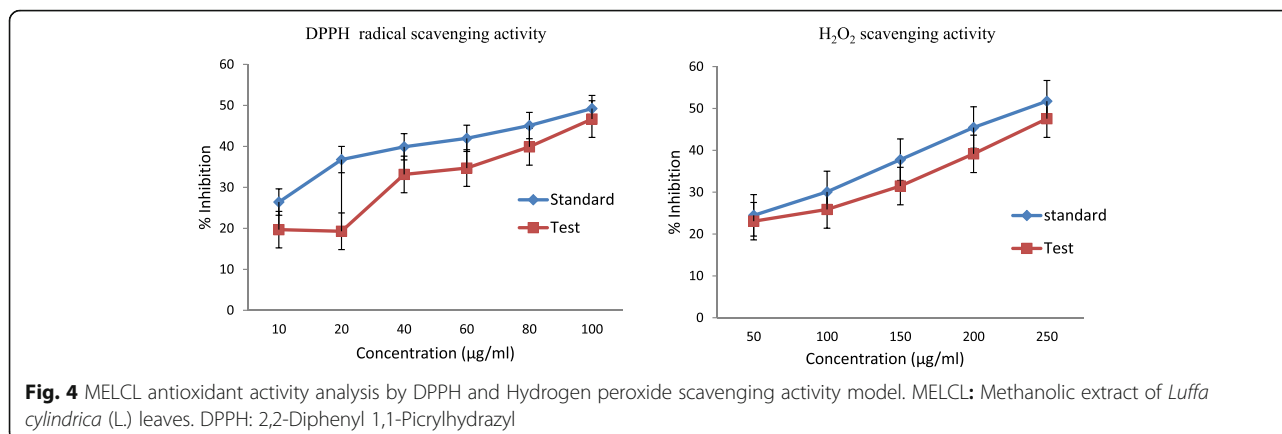 DPPH radical scavenging activity
60
50
40
30
20
10
0
% Inhibition
Standard
Test
10 20 40 60 80 100
Concentration (µg/ml)
H₂O₂ scavenging activity
60
50
40
30
20
10
0
% Inhibition
standard
Test
50 100 150 200 250
Concentration (µg/ml)
Fig. 4 MELCL antioxidant activity analysis by DPPH and Hydrogen peroxide scavenging activity model. MELCL: Methanolic extract of Luffa
cylindrica (L.) leaves. DPPH: 2,2-Diphenyl 1,1-Picrylhydrazyl